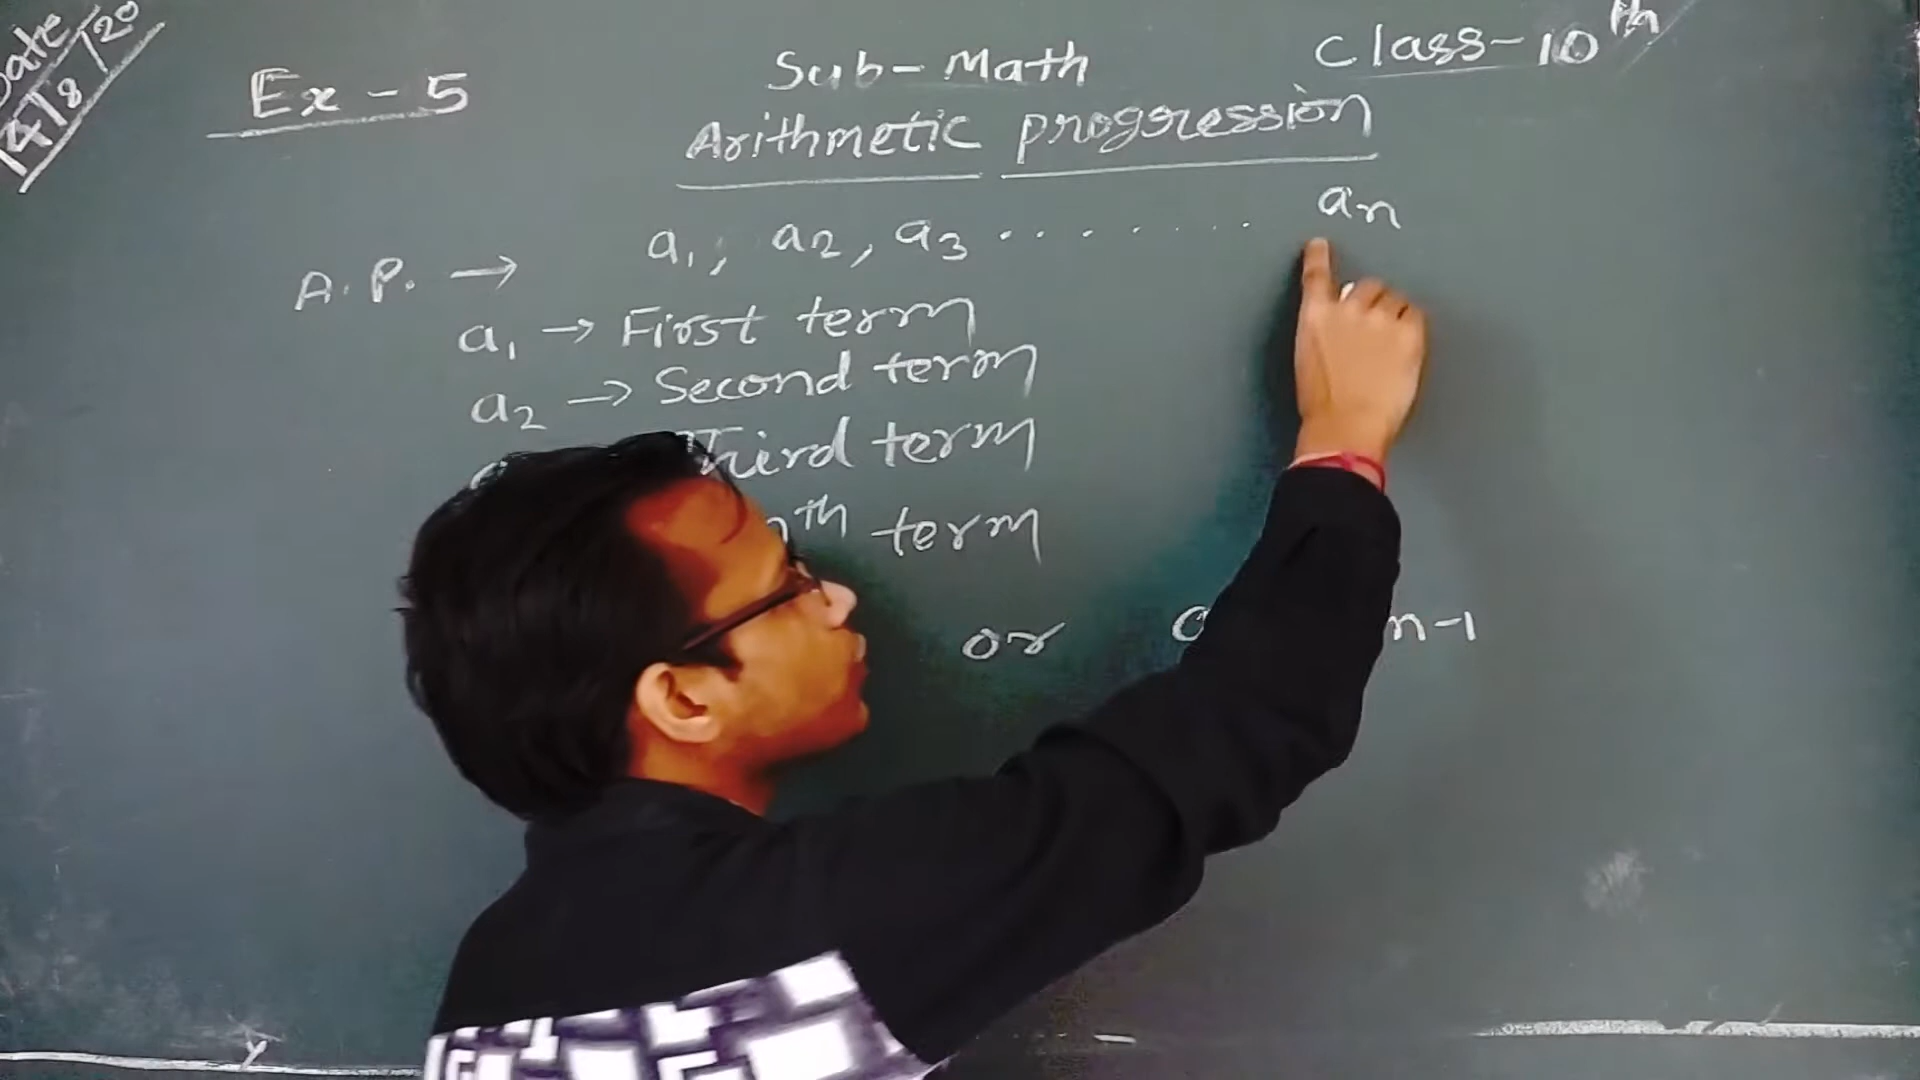 Date
14/8/20
Ex - 5
Sub - Math
Class - 10th
Arithmetic progression
A.P. → a1, a2, a3 ........ an
a1 → First term
a2 → Second term
Third term
nth term
or n-1